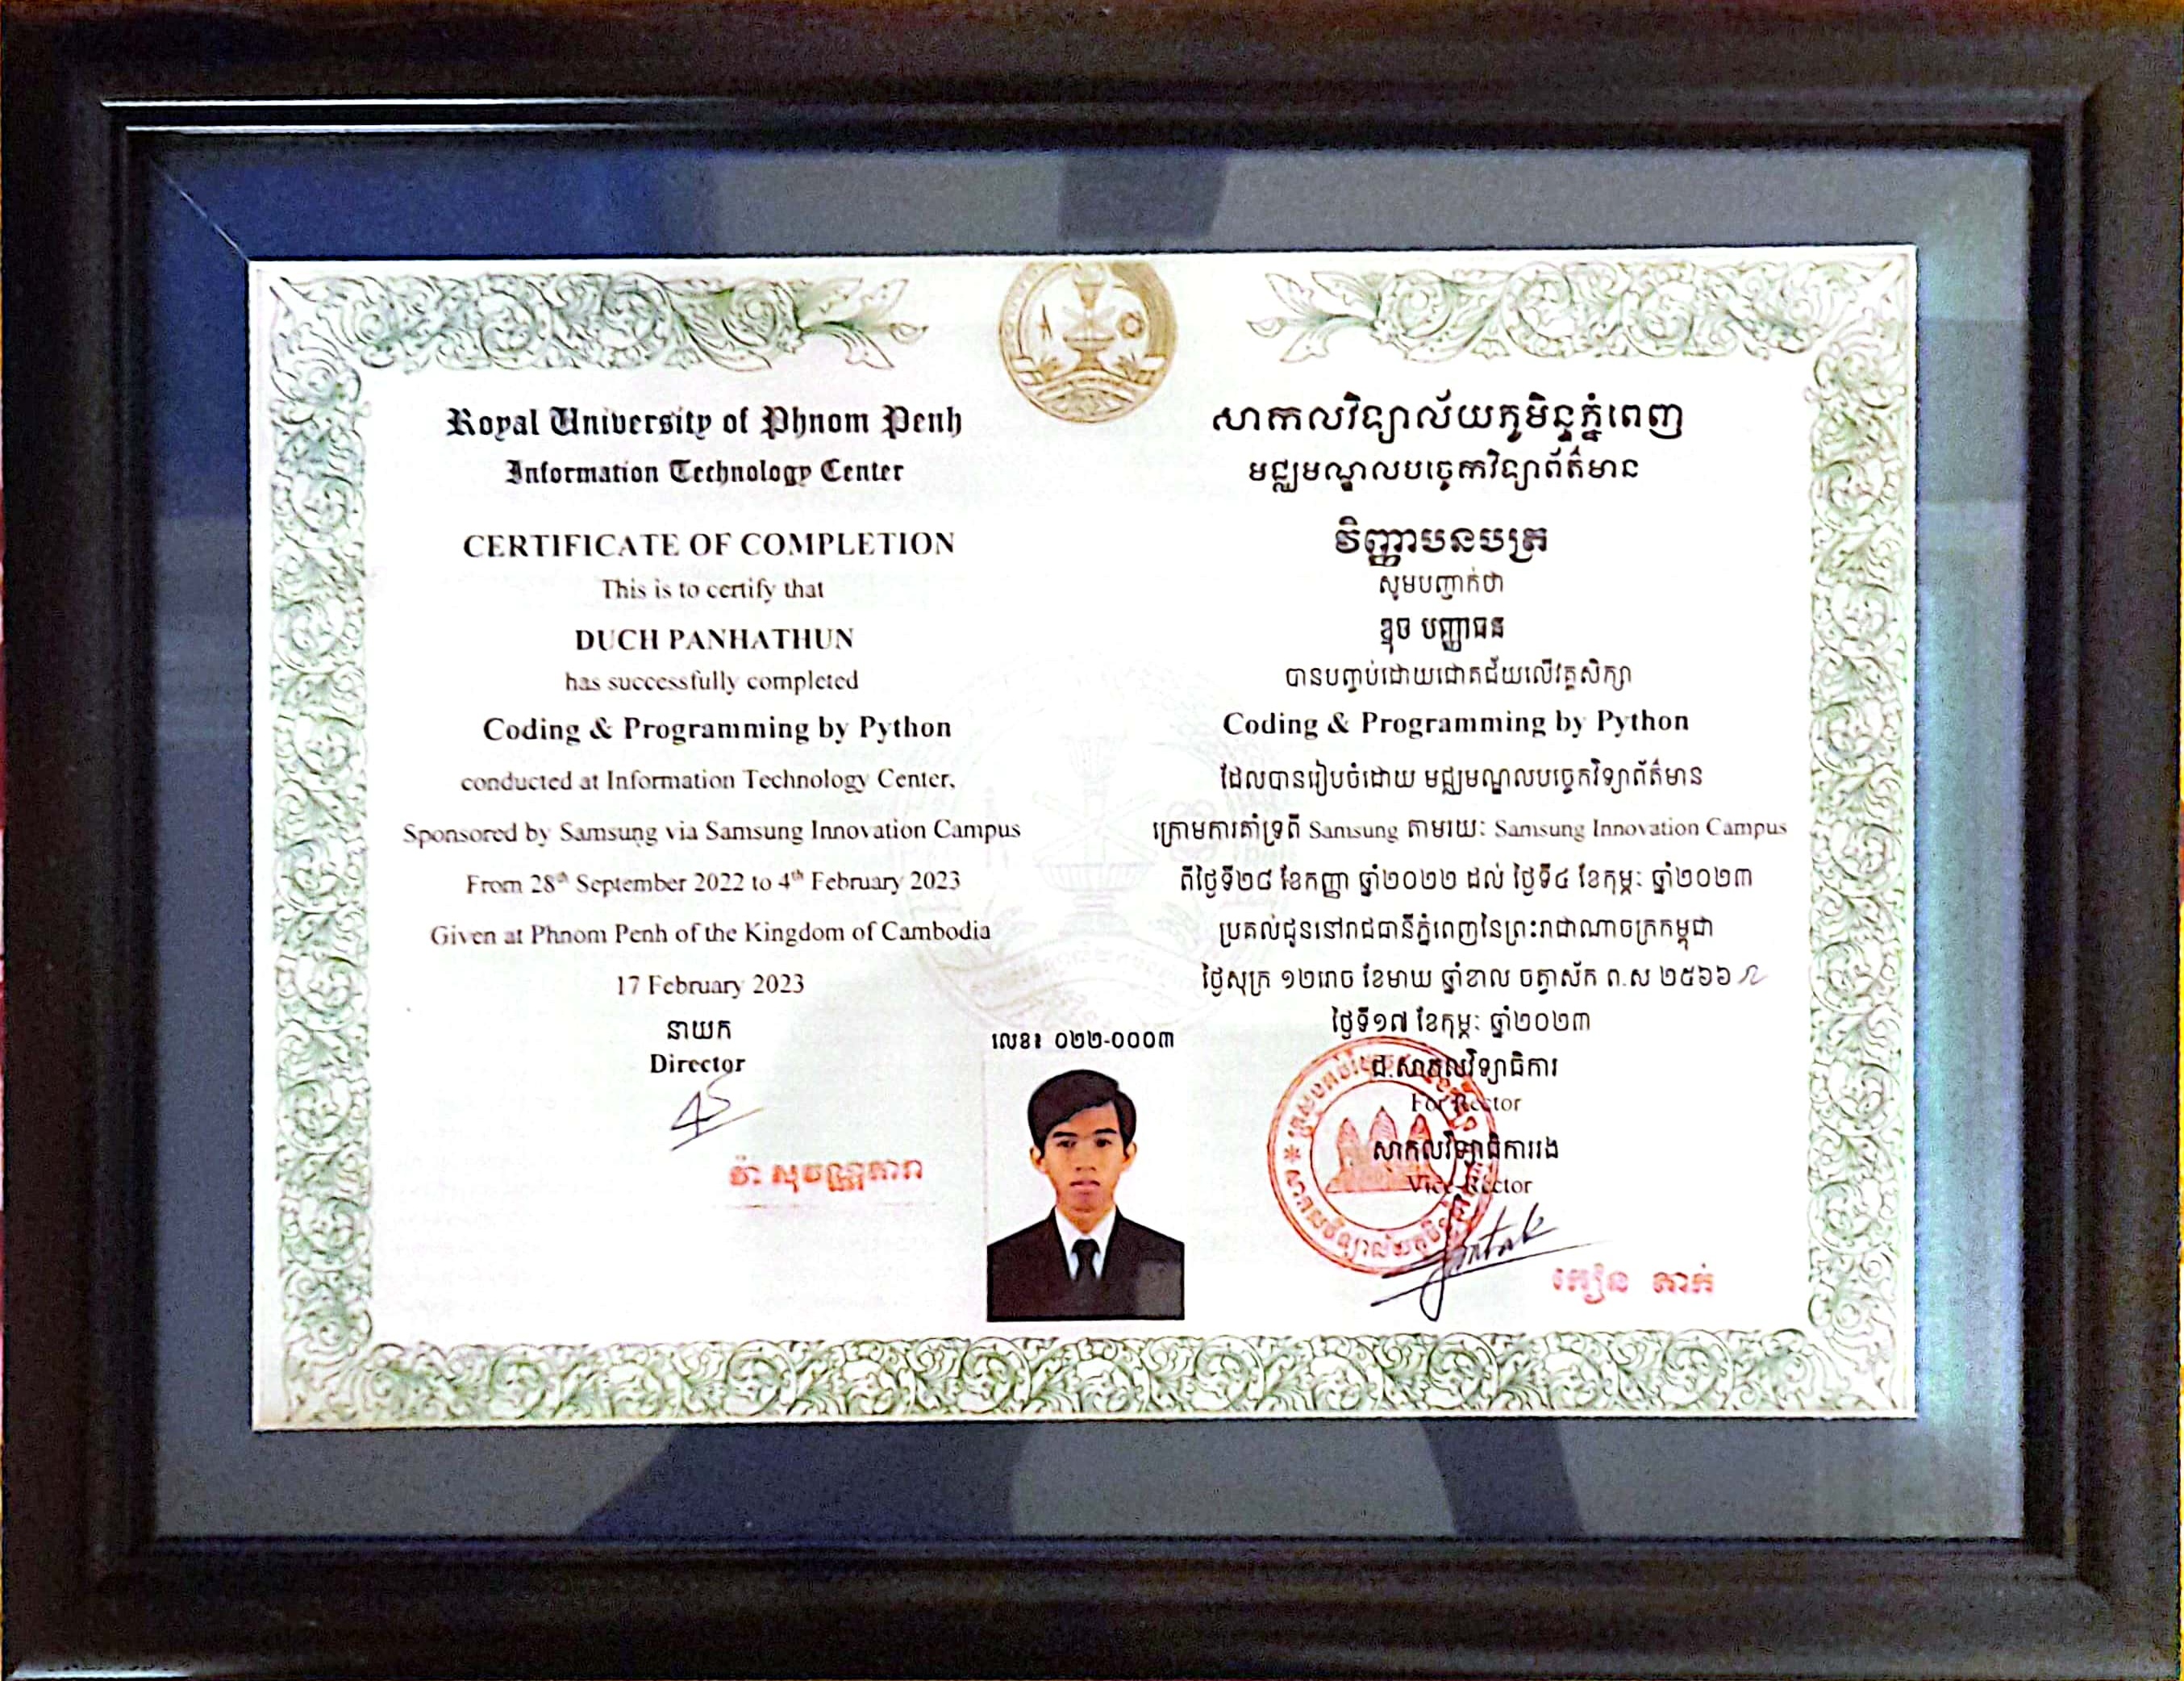 Royal University of Phnom Penh
Information Technology Center
CERTIFICATE OF COMPLETION
This is to certify that
DUCH PANHATHUN
has successfully completed
Coding & Programming by Python
conducted at Information Technology Center,
Sponsored by Samsung via Samsung Innovation Campus
From 28th September 2022 to 4th February 2023
Given at Phnom Penh of the Kingdom of Cambodia
17 February 2023
នាយក
Director
វ៉ា សុវណ្ណតារា
លេខ៖ ០២២-០០០៣
សាកលវិទ្យាល័យភូមិន្ទភ្នំពេញ
មជ្ឈមណ្ឌលបច្ចេកវិទ្យាព័ត៌មាន
វិញ្ញាបនបត្រ
សូមបញ្ជាក់ថា
ឌុច បញ្ញាធន
បានបញ្ចប់ដោយជោគជ័យលើវគ្គសិក្សា
Coding & Programming by Python
ដែលបានរៀបចំដោយ មជ្ឈមណ្ឌលបច្ចេកវិទ្យាព័ត៌មាន
ក្រោមការគាំទ្រពី Samsung តាមរយៈ Samsung Innovation Campus
ពីថ្ងៃទី២៨ ខែកញ្ញា ឆ្នាំ២០២២ ដល់ ថ្ងៃទី៤ ខែកុម្ភៈ ឆ្នាំ២០២៣
ប្រគល់ជូននៅរាជធានីភ្នំពេញនៃព្រះរាជាណាចក្រកម្ពុជា
ថ្ងៃសុក្រ ១២រោច ខែមាឃ ឆ្នាំខាល ចត្វាស័ក ព.ស ២៥៦៦
ថ្ងៃទី១៧ ខែកុម្ភៈ ឆ្នាំ២០២៣
ជ.សាកលវិទ្យាធិការ
For Rector
សាកលវិទ្យាធិការរង
Vice-Rector